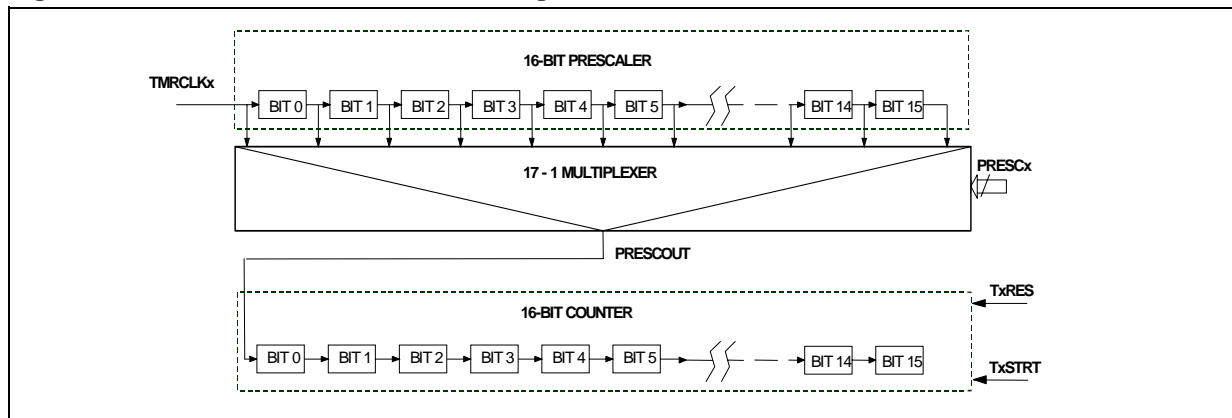 16-BIT PRESCALER
TMRCLKx
BIT 0 BIT 1 BIT 2 BIT 3 BIT 4 BIT 5 BIT 14 BIT 15
17 - 1 MULTIPLEXER
PRESCx
PRESCOUT
TxRES
16-BIT COUNTER
BIT 0 BIT 1 BIT 2 BIT 3 BIT 4 BIT 5 BIT 14 BIT 15
TxSTRT